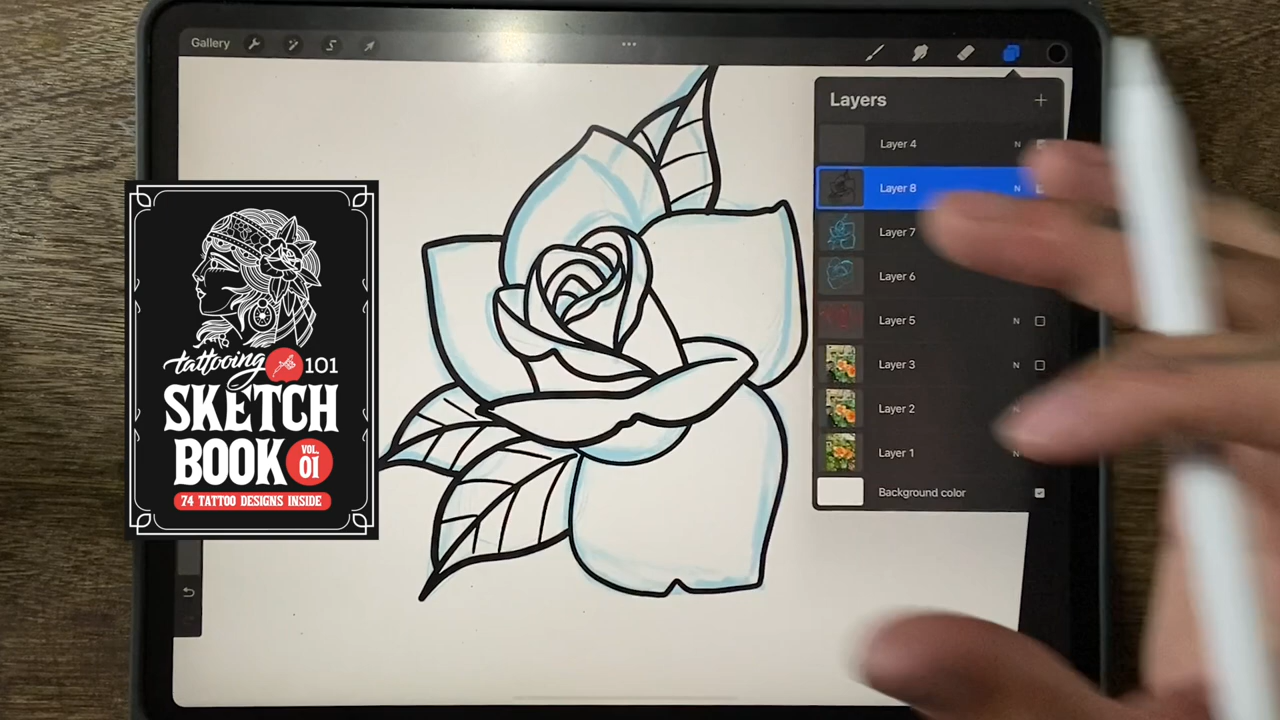 Gallery
Layers
Layer 4 N
Layer 8 N
Layer 7
Layer 6
Layer 5 N
Layer 3 N
Layer 2
Layer 1 N
Background color
tattooing 101
SKETCH
BOOK VOL. 01
74 TATTOO DESIGNS INSIDE